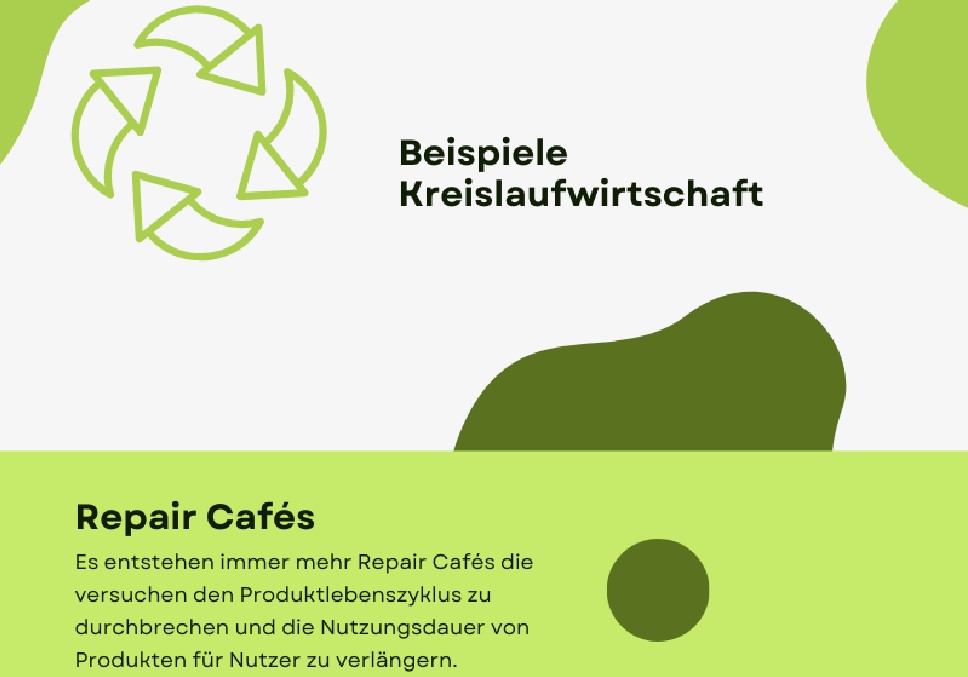 Beispiele
Kreislaufwirtschaft
Repair Cafés
Es entstehen immer mehr Repair Cafés die
versuchen den Produktlebenszyklus zu
durchbrechen und die Nutzungsdauer von
Produkten für Nutzer zu verlängern.